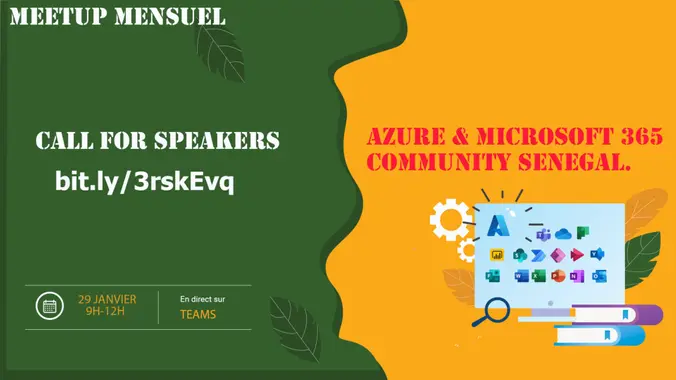 MEETUP MENSUEL
CALL FOR SPEAKERS
bit.ly/3rskEvq
AZURE & MICROSOFT 365
COMMUNITY SENEGAL.
29 JANVIER
9H-12H
En direct sur
TEAMS